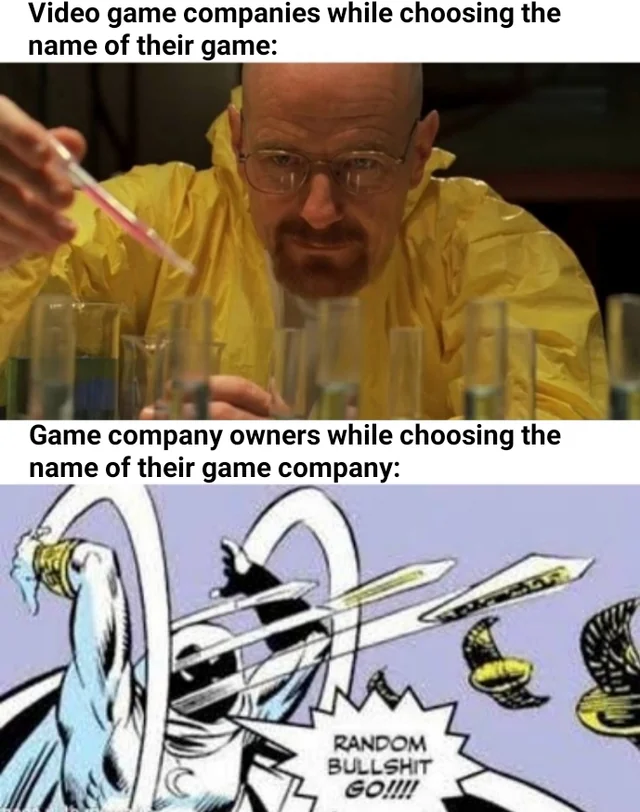 Video game companies while choosing the
name of their game:
Game company owners while choosing the
name of their game company:
RANDOM
BULLSHIT
GO!!!!